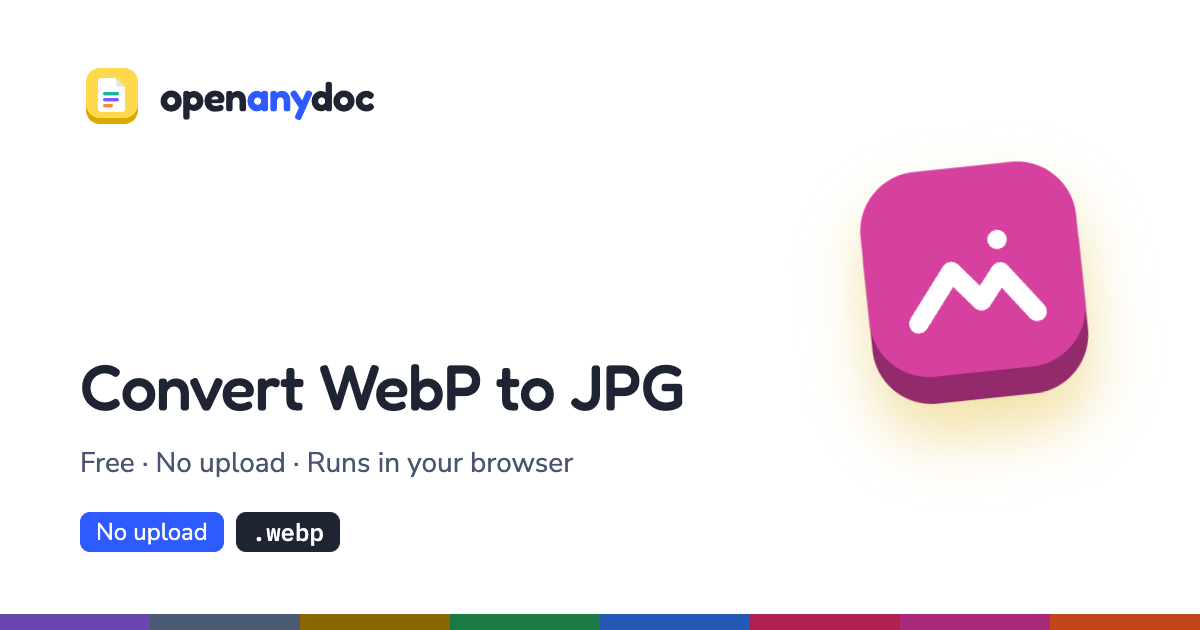 openanydoc
Convert WebP to JPG
Free · No upload · Runs in your browser
No upload
.webp